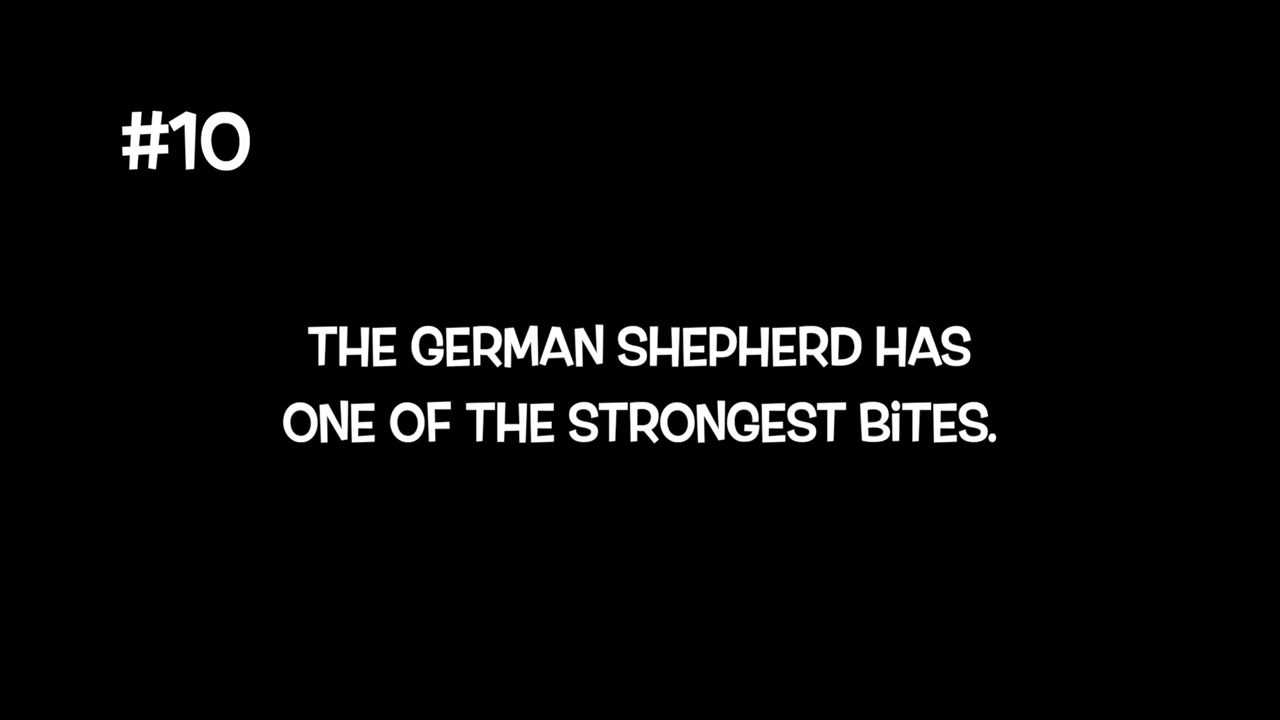 #10
THE GERMAN SHEPHERD HAS
ONE OF THE STRONGEST BiTES.